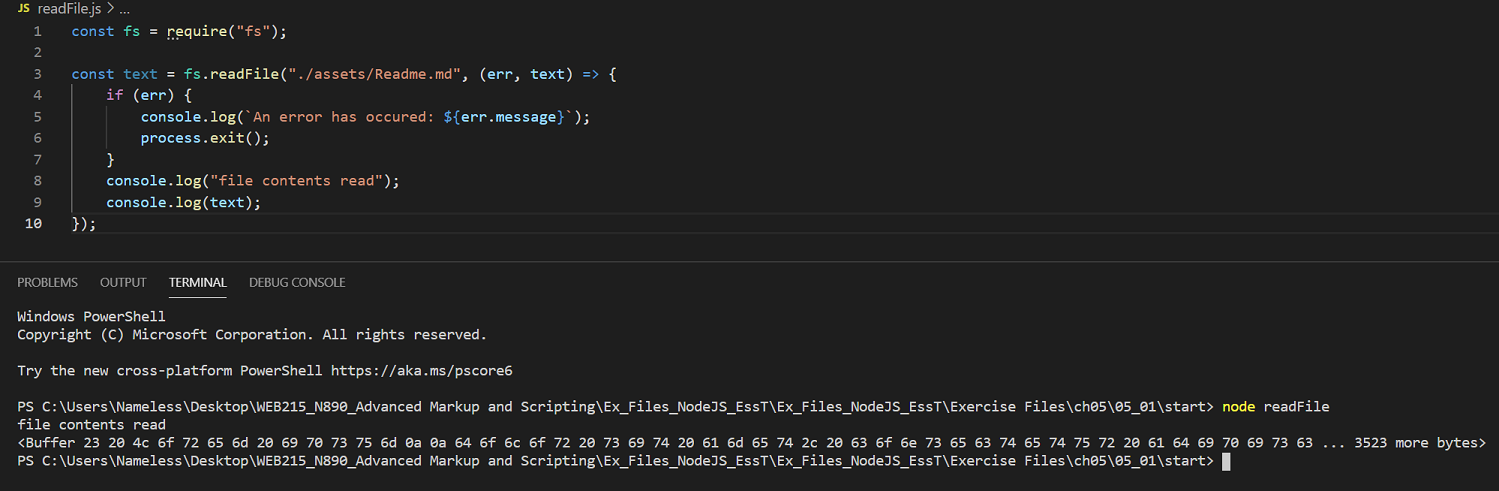 JS readFile.js > ...
1 const fs = require("fs");
2
3 const text = fs.readFile("./assets/Readme.md", (err, text) => {
4 if (err) {
5 console.log(`An error has occured: ${err.message}`);
6 process.exit();
7 }
8 console.log("file contents read");
9 console.log(text);
10 });
PROBLEMS OUTPUT TERMINAL DEBUG CONSOLE
Windows PowerShell
Copyright (C) Microsoft Corporation. All rights reserved.
Try the new cross-platform PowerShell https://aka.ms/pscore6
PS C:\Users\Nameless\Desktop\WEB215_N890_Advanced Markup and Scripting\Ex_Files_NodeJS_EssT\Ex_Files_NodeJS_EssT\Exercise Files\ch05\05_01\start> node readFile
file contents read
<Buffer 23 20 4c 6f 72 65 6d 20 69 70 73 75 6d 0a 0a 64 6f 6c 6f 72 20 73 69 74 20 61 6d 65 74 2c 20 63 6f 6e 73 65 63 74 65 74 75 72 20 61 64 69 70 69 73 63 ... 3523 more bytes>
PS C:\Users\Nameless\Desktop\WEB215_N890_Advanced Markup and Scripting\Ex_Files_NodeJS_EssT\Ex_Files_NodeJS_EssT\Exercise Files\ch05\05_01\start>